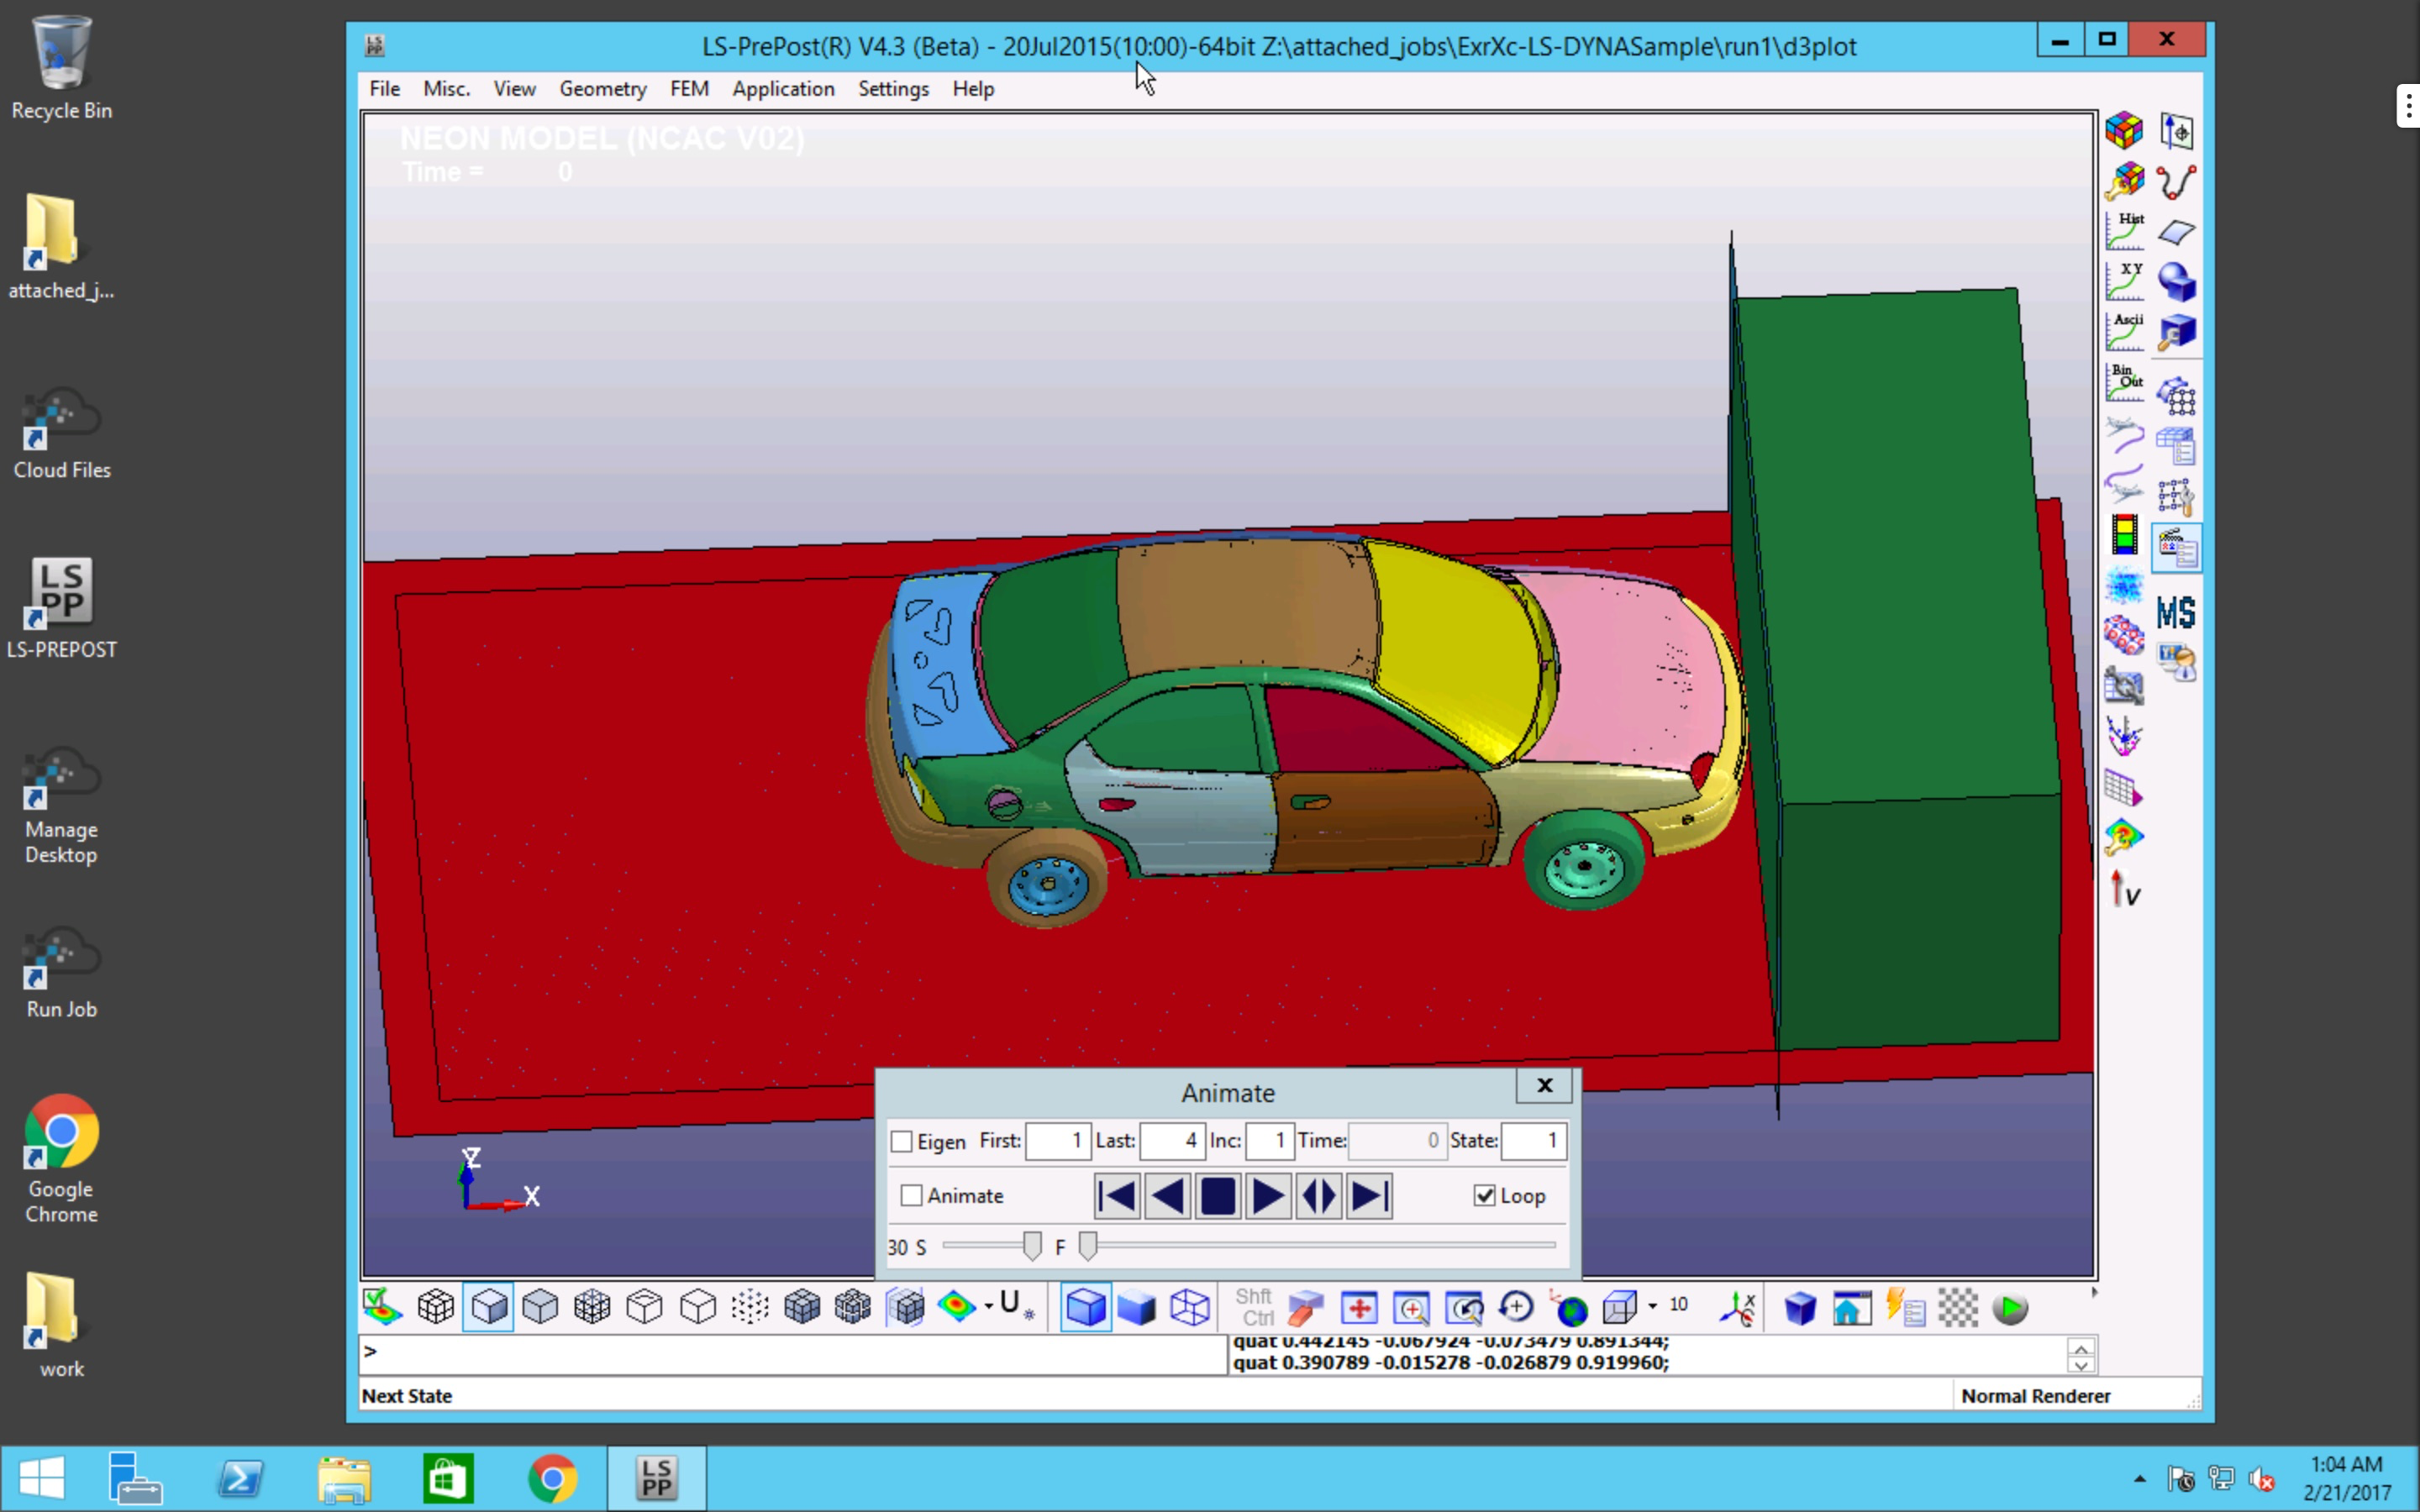 Recycle Bin
attached_j...
Cloud Files
LS
PP
LS-PREPOST
Manage
Desktop
Run Job
Google
Chrome
work
LS
PP
LS-PrePost(R) V4.3 (Beta) - 20Jul2015(10:00)-64bit Z:\attached_jobs\ExrXc-LS-DYNASample\run1\d3plot
File Misc. View Geometry FEM Application Settings Help
NEON MODEL (NCAC V02)
Time = 0
Hist
XY
Ascii
Bin
Out
MS
V
Z
X
Animate
Eigen First: 1 Last: 4 Inc: 1 Time: 0 State: 1
Animate Loop
30 S F
U
Shft
Ctrl
10
>
quat 0.442145 -0.067924 -0.073479 0.891344;
quat 0.390789 -0.015278 -0.026879 0.919960;
Next State Normal Renderer
LS
PP
1:04 AM
2/21/2017